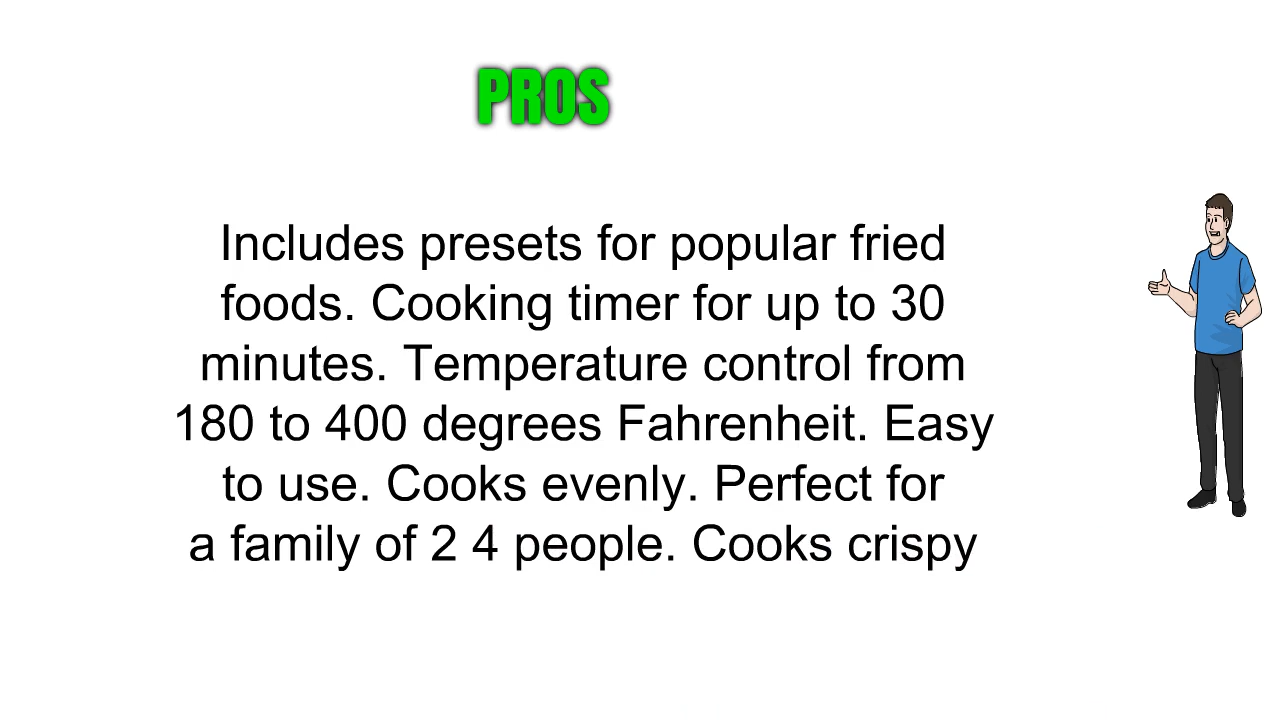 PROS
Includes presets for popular fried
foods. Cooking timer for up to 30
minutes. Temperature control from
180 to 400 degrees Fahrenheit. Easy
to use. Cooks evenly. Perfect for
a family of 2 4 people. Cooks crispy